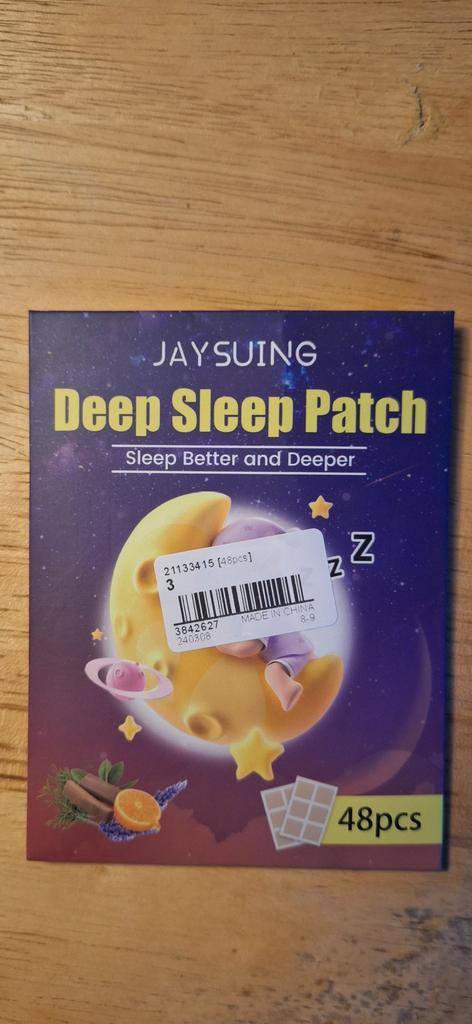 JAYSUING
Deep Sleep Patch
Sleep Better and Deeper
z Z
21133415 [48pcs]
3
3842627 MADE IN CHINA
240308 8-9
48pcs